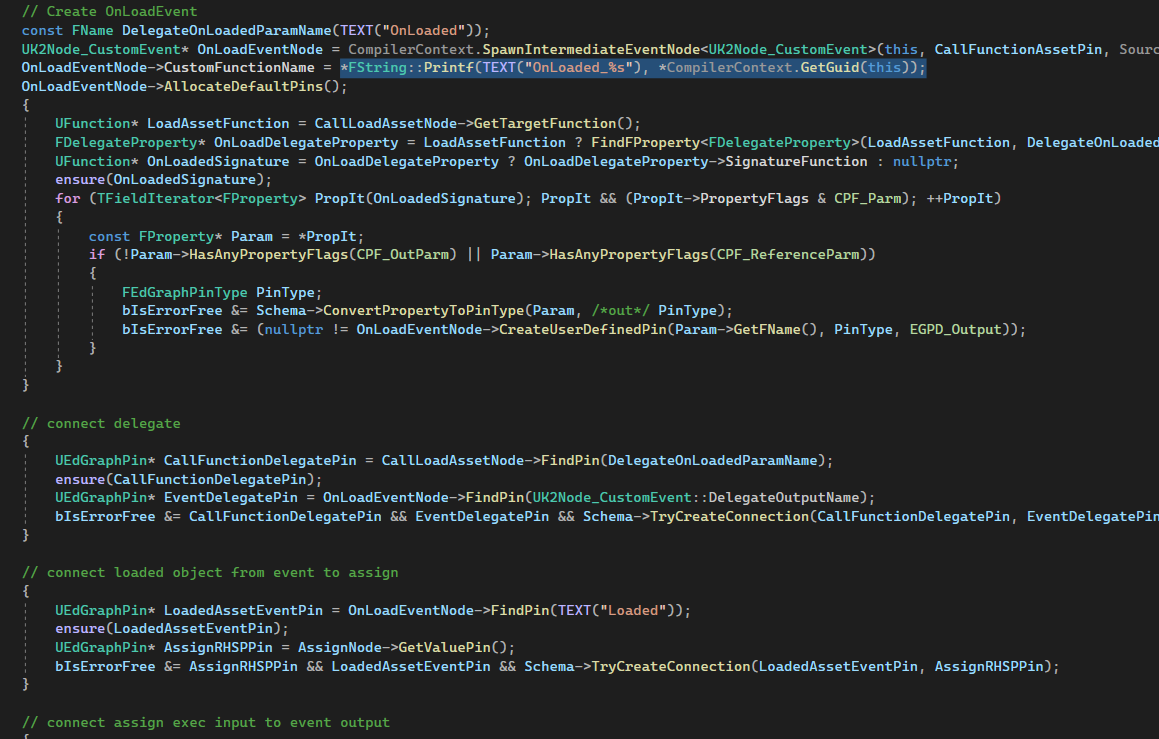 // Create OnLoadEvent
const FName DelegateOnLoadedParamName(TEXT("OnLoaded"));
UK2Node_CustomEvent* OnLoadEventNode = CompilerContext.SpawnIntermediateEventNode<UK2Node_CustomEvent>(this, CallFunctionAssetPin, Sourc
OnLoadEventNode->CustomFunctionName = *FString::Printf(TEXT("OnLoaded_%s"), *CompilerContext.GetGuid(this));
OnLoadEventNode->AllocateDefaultPins();
{
UFunction* LoadAssetFunction = CallLoadAssetNode->GetTargetFunction();
FDelegateProperty* OnLoadDelegateProperty = LoadAssetFunction ? FindFProperty<FDelegateProperty>(LoadAssetFunction, DelegateOnLoaded
UFunction* OnLoadedSignature = OnLoadDelegateProperty ? OnLoadDelegateProperty->SignatureFunction : nullptr;
ensure(OnLoadedSignature);
for (TFieldIterator<FProperty> PropIt(OnLoadedSignature); PropIt && (PropIt->PropertyFlags & CPF_Parm); ++PropIt)
{
const FProperty* Param = *PropIt;
if (!Param->HasAnyPropertyFlags(CPF_OutParm) || Param->HasAnyPropertyFlags(CPF_ReferenceParm))
{
FEdGraphPinType PinType;
bIsErrorFree &= Schema->ConvertPropertyToPinType(Param, /*out*/ PinType);
bIsErrorFree &= (nullptr != OnLoadEventNode->CreateUserDefinedPin(Param->GetFName(), PinType, EGPD_Output));
}
}
}
// connect delegate
{
UEdGraphPin* CallFunctionDelegatePin = CallLoadAssetNode->FindPin(DelegateOnLoadedParamName);
ensure(CallFunctionDelegatePin);
UEdGraphPin* EventDelegatePin = OnLoadEventNode->FindPin(UK2Node_CustomEvent::DelegateOutputName);
bIsErrorFree &= CallFunctionDelegatePin && EventDelegatePin && Schema->TryCreateConnection(CallFunctionDelegatePin, EventDelegatePin
}
// connect loaded object from event to assign
{
UEdGraphPin* LoadedAssetEventPin = OnLoadEventNode->FindPin(TEXT("Loaded"));
ensure(LoadedAssetEventPin);
UEdGraphPin* AssignRHSPPin = AssignNode->GetValuePin();
bIsErrorFree &= AssignRHSPPin && LoadedAssetEventPin && Schema->TryCreateConnection(LoadedAssetEventPin, AssignRHSPPin);
}
// connect assign exec input to event output
{